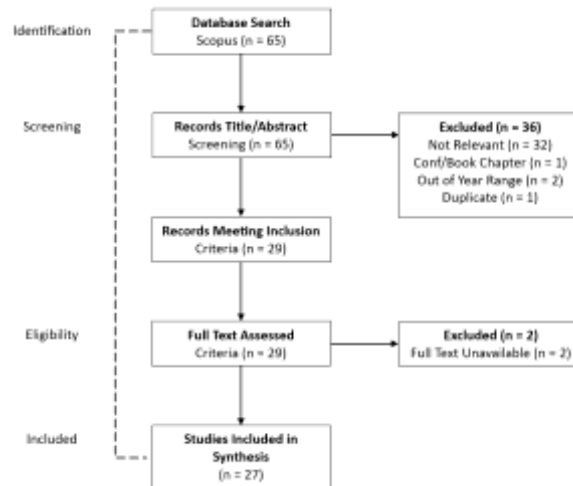 Identification
Database Search
Scopus (n = 65)
Screening
Records Title/Abstract
Screening (n = 65)
Excluded (n = 36)
Not Relevant (n = 32)
Conf/Book Chapter (n = 1)
Out of Year Range (n = 2)
Duplicate (n = 1)
Records Meeting Inclusion
Criteria (n = 29)
Eligibility
Full Text Assessed
Criteria (n = 29)
Excluded (n = 2)
Full Text Unavailable (n = 2)
Included
Studies Included in
Synthesis
(n = 27)